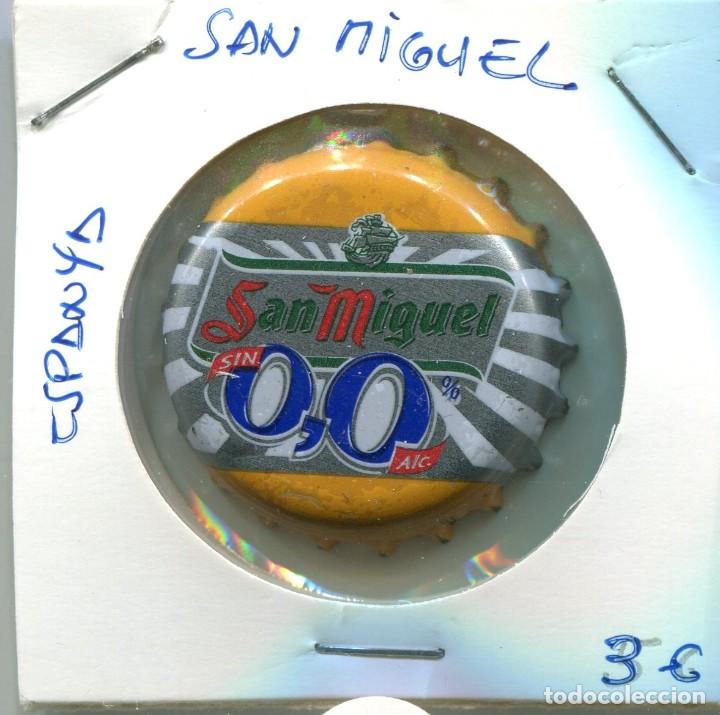 SAN MIGUEL
ESPANYA
San Miguel
SIN
0,0%
Alc.
3 €
todocoleccion